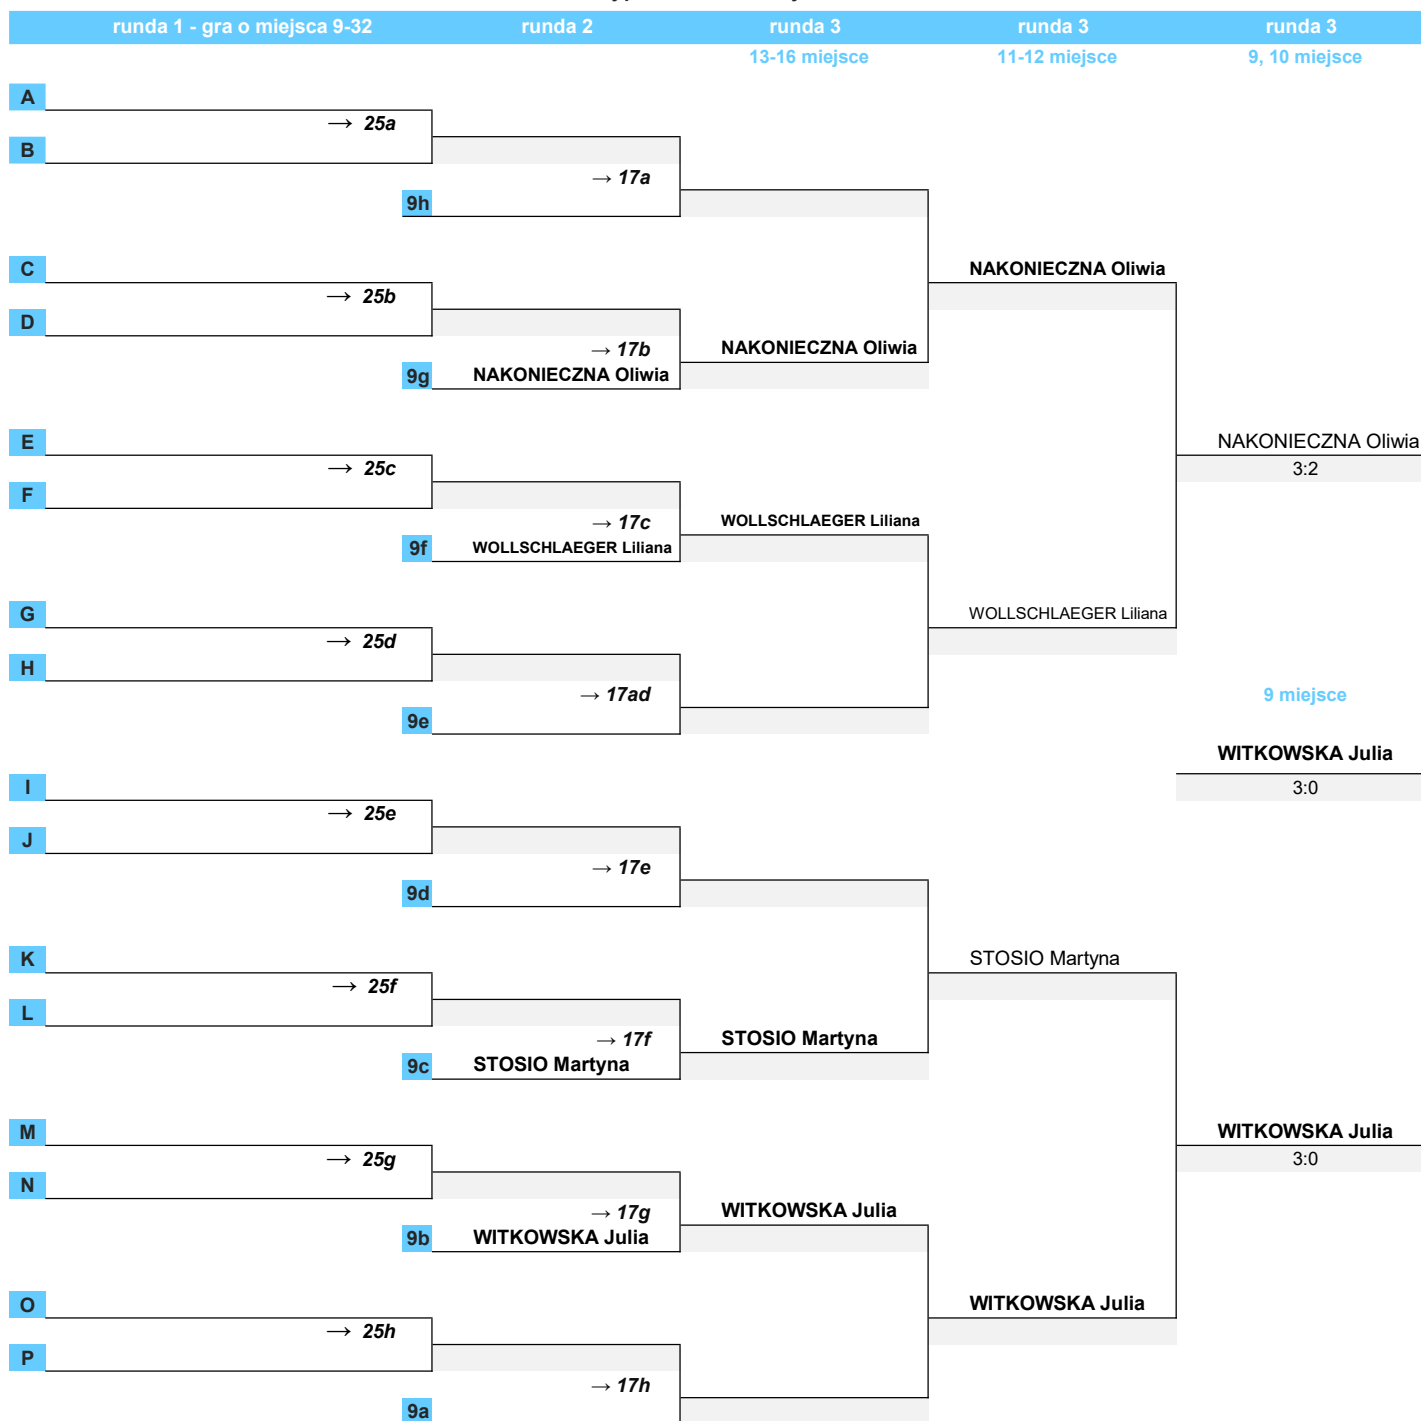 runda 1 - gra o miejsca 9-32 runda 2 runda 3 runda 3 runda 3
13-16 miejsce 11-12 miejsce 9, 10 miejsce
A
→ 25a
B
→ 17a
9h
C NAKONIECZNA Oliwia
→ 25b
D
→ 17b NAKONIECZNA Oliwia
9g NAKONIECZNA Oliwia
E NAKONIECZNA Oliwia
→ 25c 3:2
F
→ 17c WOLLSCHLAEGER Liliana
9f WOLLSCHLAEGER Liliana
G WOLLSCHLAEGER Liliana
→ 25d
H
→ 17ad 9 miejsce
9e
WITKOWSKA Julia
I 3:0
→ 25e
J
→ 17e
9d
K STOSIO Martyna
→ 25f
L
→ 17f STOSIO Martyna
9c STOSIO Martyna
M WITKOWSKA Julia
→ 25g 3:0
N
→ 17g WITKOWSKA Julia
9b WITKOWSKA Julia
O WITKOWSKA Julia
→ 25h
P
→ 17h
9a